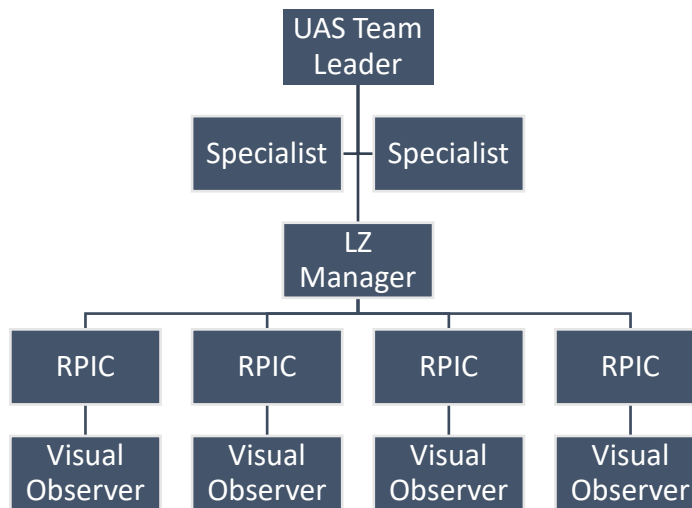 UAS Team
Leader
Specialist
Specialist
LZ
Manager
RPIC
RPIC
RPIC
RPIC
Visual
Observer
Visual
Observer
Visual
Observer
Visual
Observer